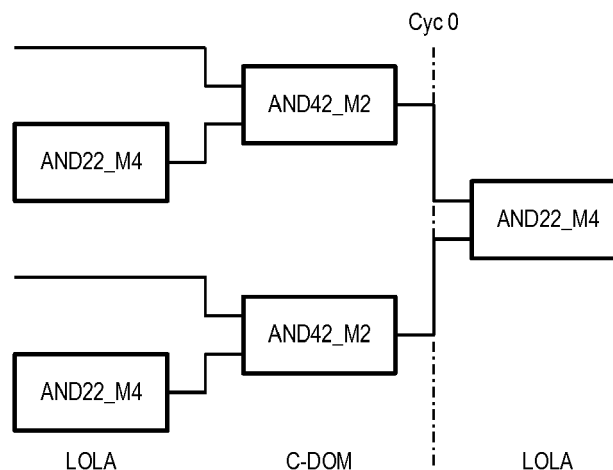 Cyc 0
AND42_M2
AND22_M4
AND22_M4
AND42_M2
AND22_M4
LOLA C-DOM LOLA